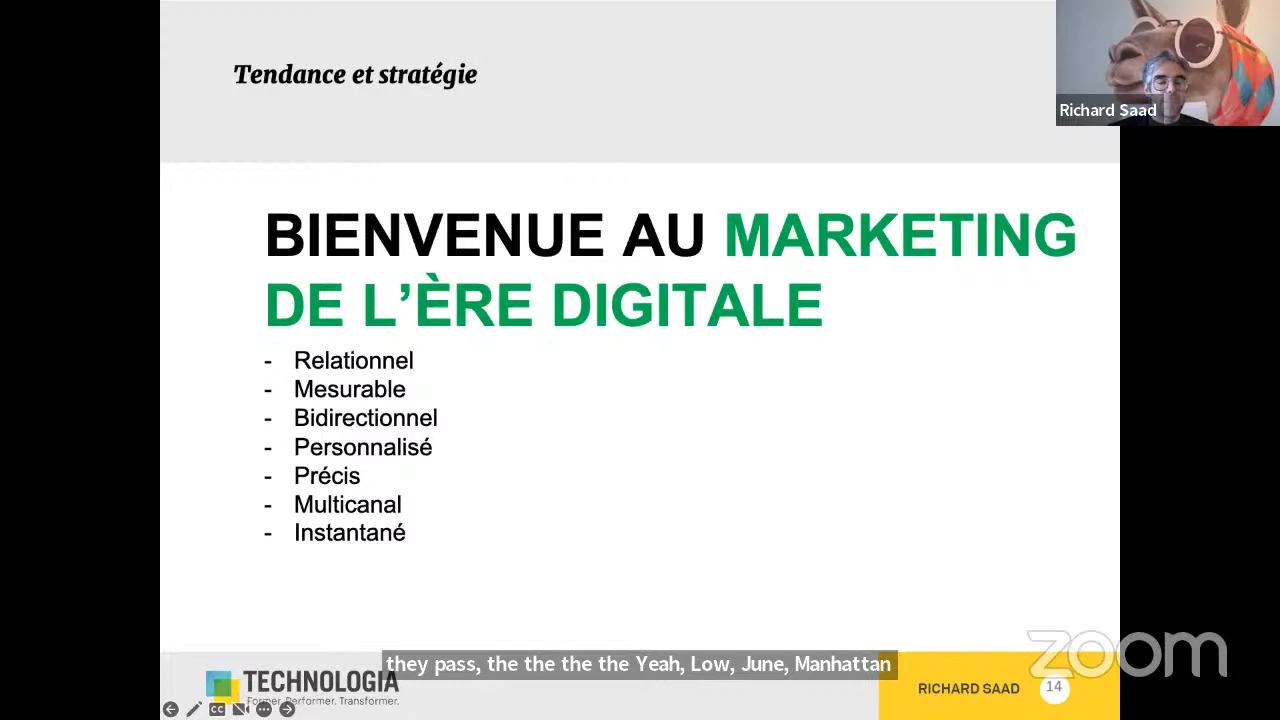 Tendance et stratégie
Richard Saad
BIENVENUE AU MARKETING
DE L'ÈRE DIGITALE
- Relationnel
- Mesurable
- Bidirectionnel
- Personnalisé
- Précis
- Multicanal
- Instantané
zoom
they pass, the the the the Yeah, Low, June, Manhattan
TECHNOLOGIA
Former. Performer. Transformer.
RICHARD SAAD 14
CC